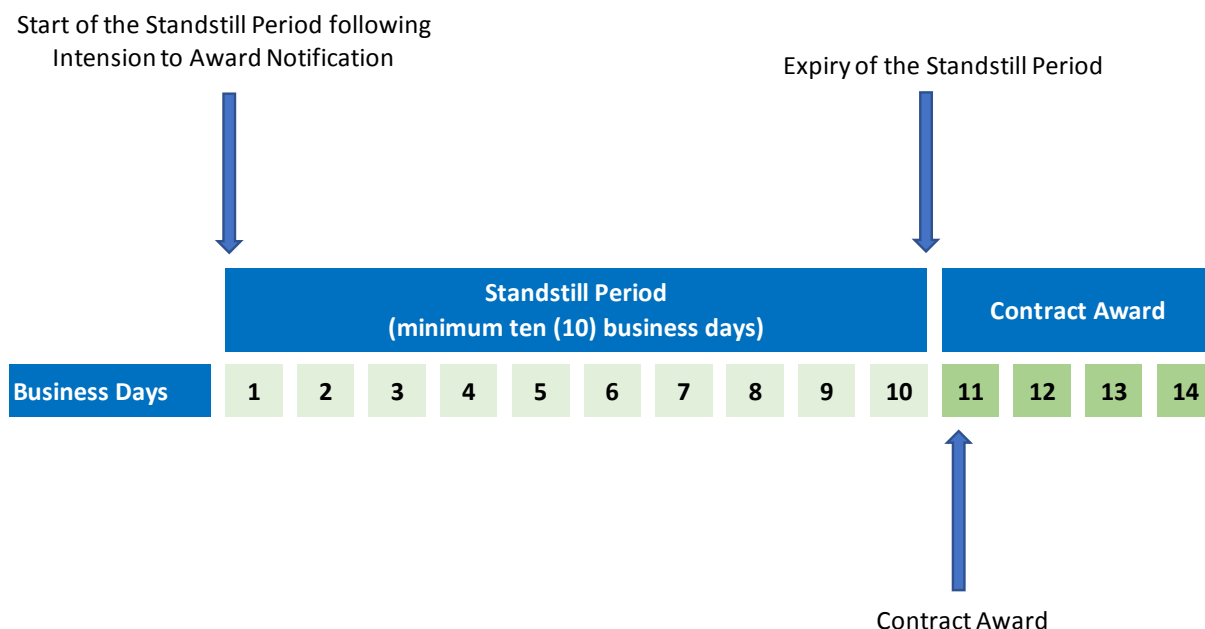 Start of the Standstill Period following
Intension to Award Notification
Expiry of the Standstill Period
Standstill Period
(minimum ten (10) business days)
Contract Award
Business Days 1 2 3 4 5 6 7 8 9 10 11 12 13 14
Contract Award